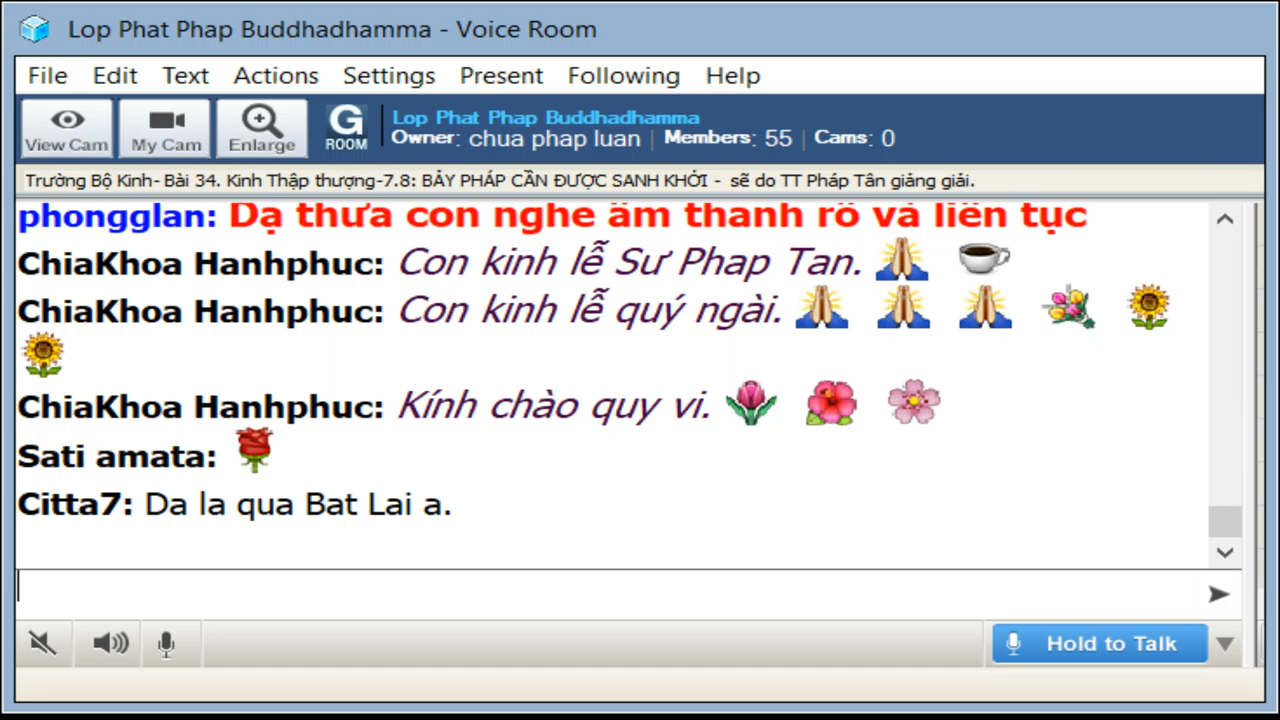 Lop Phat Phap Buddhadhamma - Voice Room
File Edit Text Actions Settings Present Following Help
View Cam My Cam Enlarge G ROOM
Lop Phat Phap Buddhadhamma
Owner: chua phap luan | Members: 55 | Cams: 0
Trường Bộ Kinh- Bài 34. Kinh Thập thượng-7.8: BẢY PHÁP CẦN ĐƯỢC SANH KHỞI - sẽ do TT Pháp Tân giảng giải.
phongglan: Dạ thưa con nghe âm thanh rõ và liên tục
ChiaKhoa Hanhphuc: Con kinh lễ Sư Phap Tan.
ChiaKhoa Hanhphuc: Con kinh lễ quý ngài.
ChiaKhoa Hanhphuc: Kính chào quy vi.
Sati amata:
Citta7: Da la qua Bat Lai a.
Hold to Talk